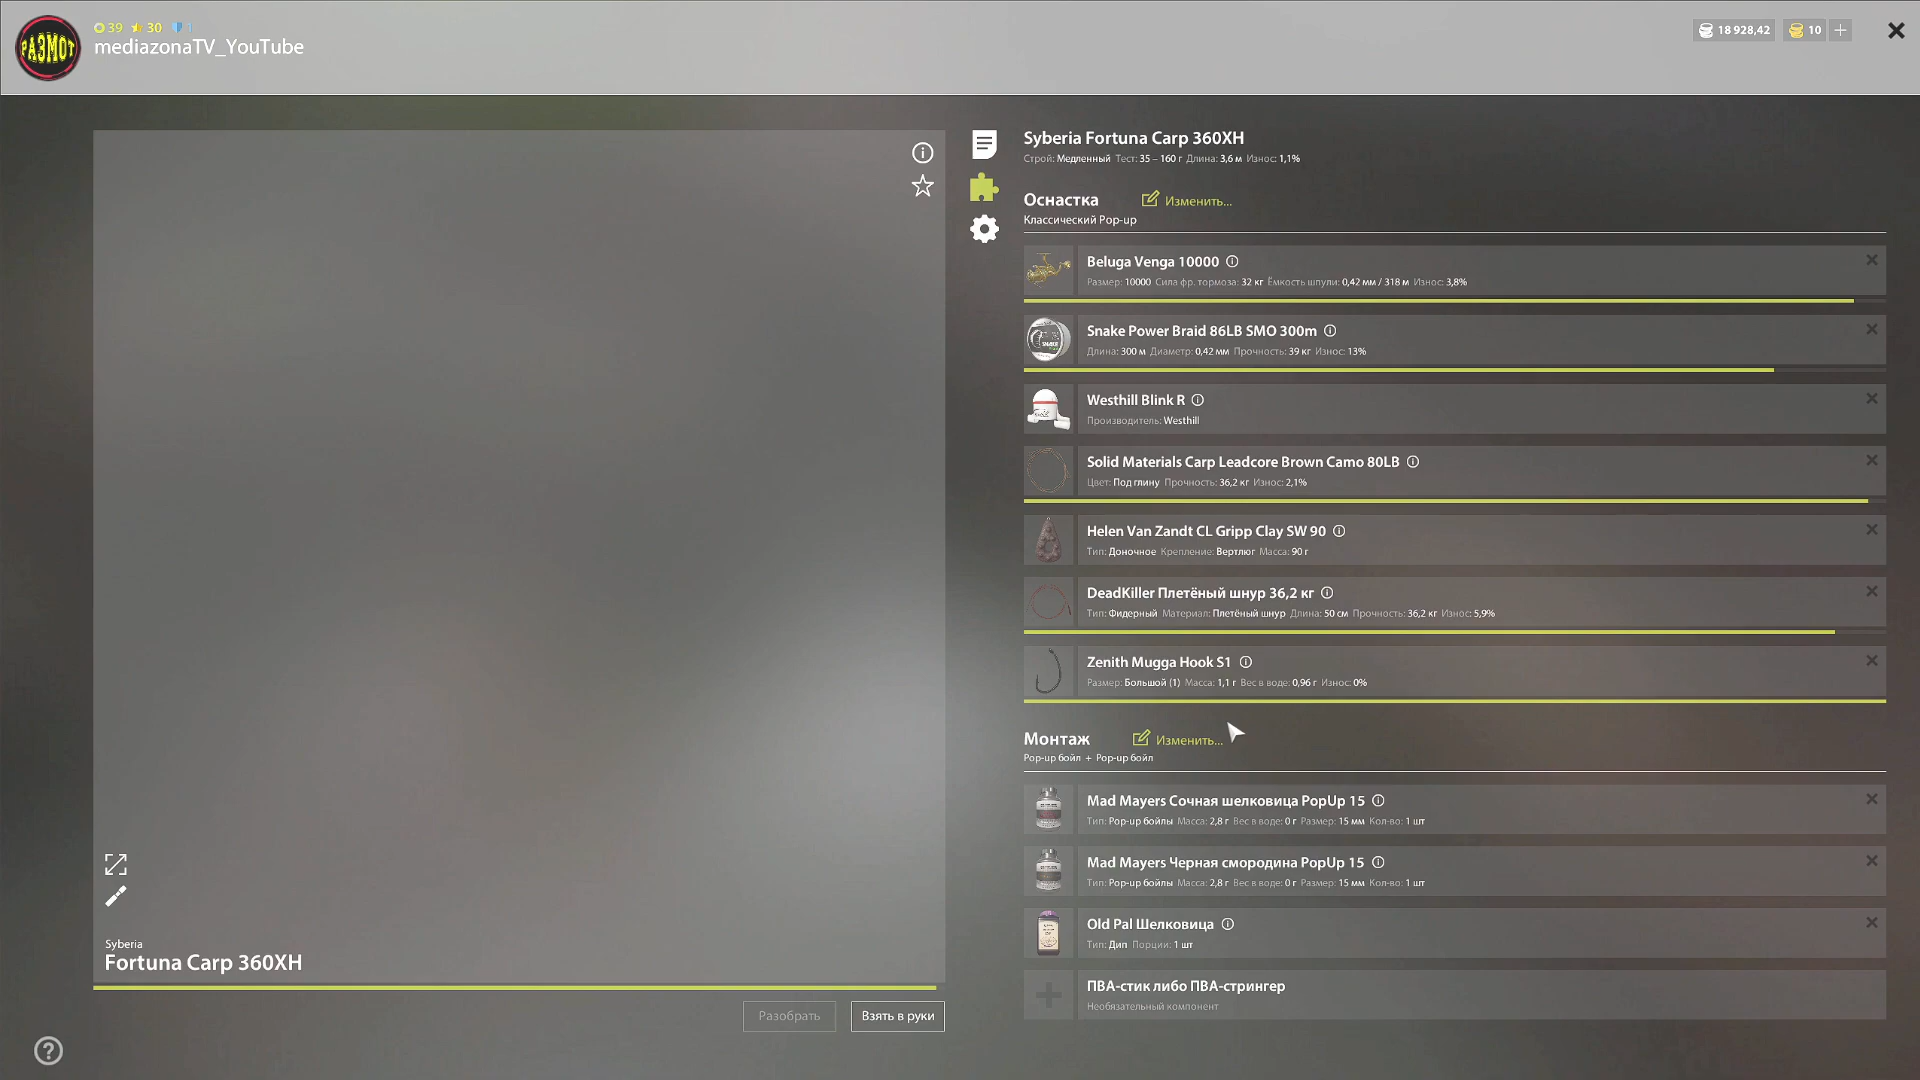 РАЗМОТ
39 30 1
mediazonaTV_YouTube
18 928,42
10
Syberia Fortuna Carp 360XH
Строй: Медленный Тест: 35 – 160 г Длина: 3,6 м Износ: 1,1%
Оснастка
Изменить...
Классический Pop-up
Beluga Venga 10000
Размер: 10000 Сила фр. тормоза: 32 кг Ёмкость шпули: 0,42 мм / 318 м Износ: 3,8%
Snake Power Braid 86LB SMO 300m
Длина: 300 м Диаметр: 0,42 мм Прочность: 39 кг Износ: 13%
Westhill Blink R
Производитель: Westhill
Solid Materials Carp Leadcore Brown Camo 80LB
Цвет: Под глину Прочность: 36,2 кг Износ: 2,1%
Helen Van Zandt CL Gripp Clay SW 90
Тип: Доночное Крепление: Вертлюг Масса: 90 г
DeadKiller Плетёный шнур 36,2 кг
Тип: Фидерный Материал: Плетёный шнур Длина: 50 см Прочность: 36,2 кг Износ: 5,9%
Zenith Mugga Hook S1
Размер: Большой (1) Масса: 1,1 г Вес в воде: 0,96 г Износ: 0%
Монтаж
Изменить...
Pop-up бойл + Pop-up бойл
Mad Mayers Сочная шелковица PopUp 15
Тип: Pop-up бойлы Масса: 2,8 г Вес в воде: 0 г Размер: 15 мм Кол-во: 1 шт
Mad Mayers Черная смородина PopUp 15
Тип: Pop-up бойлы Масса: 2,8 г Вес в воде: 0 г Размер: 15 мм Кол-во: 1 шт
Old Pal Шелковица
Тип: Дип Порции: 1 шт
ПВА-стик либо ПВА-стрингер
Необязательный компонент
Syberia
Fortuna Carp 360XH
Разобрать
Взять в руки